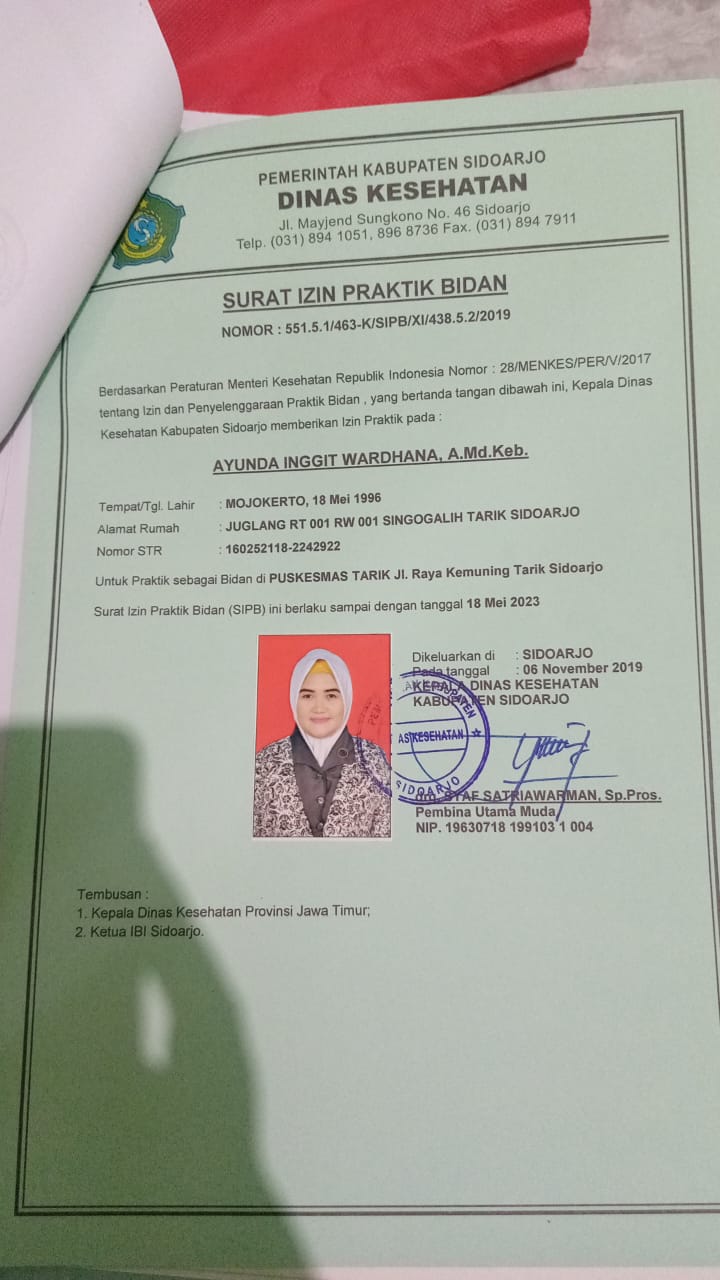 PEMERINTAH KABUPATEN SIDOARJO
DINAS KESEHATAN
Jl. Mayjend Sungkono No. 46 Sidoarjo
Telp. (031) 894 1051, 896 8736 Fax. (031) 894 7911
SURAT IZIN PRAKTIK BIDAN
NOMOR : 551.5.1/463-K/SIPB/XI/438.5.2/2019
Berdasarkan Peraturan Menteri Kesehatan Republik Indonesia Nomor : 28/MENKES/PER/V/2017
tentang Izin dan Penyelenggaraan Praktik Bidan , yang bertanda tangan dibawah ini, Kepala Dinas
Kesehatan Kabupaten Sidoarjo memberikan Izin Praktik pada :
AYUNDA INGGIT WARDHANA, A.Md.Keb.
Tempat/Tgl. Lahir : MOJOKERTO, 18 Mei 1996
Alamat Rumah : JUGLANG RT 001 RW 001 SINGOGALIH TARIK SIDOARJO
Nomor STR : 160252118-2242922
Untuk Praktik sebagai Bidan di PUSKESMAS TARIK Jl. Raya Kemuning Tarik Sidoarjo
Surat Izin Praktik Bidan (SIPB) ini berlaku sampai dengan tanggal 18 Mei 2023
Dikeluarkan di : SIDOARJO
Pada tanggal : 06 November 2019
KEPALA DINAS KESEHATAN
KABUPATEN SIDOARJO
KESEHATAN
SIDOARJO
SATRIAWARMAN, Sp.Pros.
Pembina Utama Muda
NIP. 19630718 199103 1 004
Tembusan :
1. Kepala Dinas Kesehatan Provinsi Jawa Timur;
2. Ketua IBI Sidoarjo.